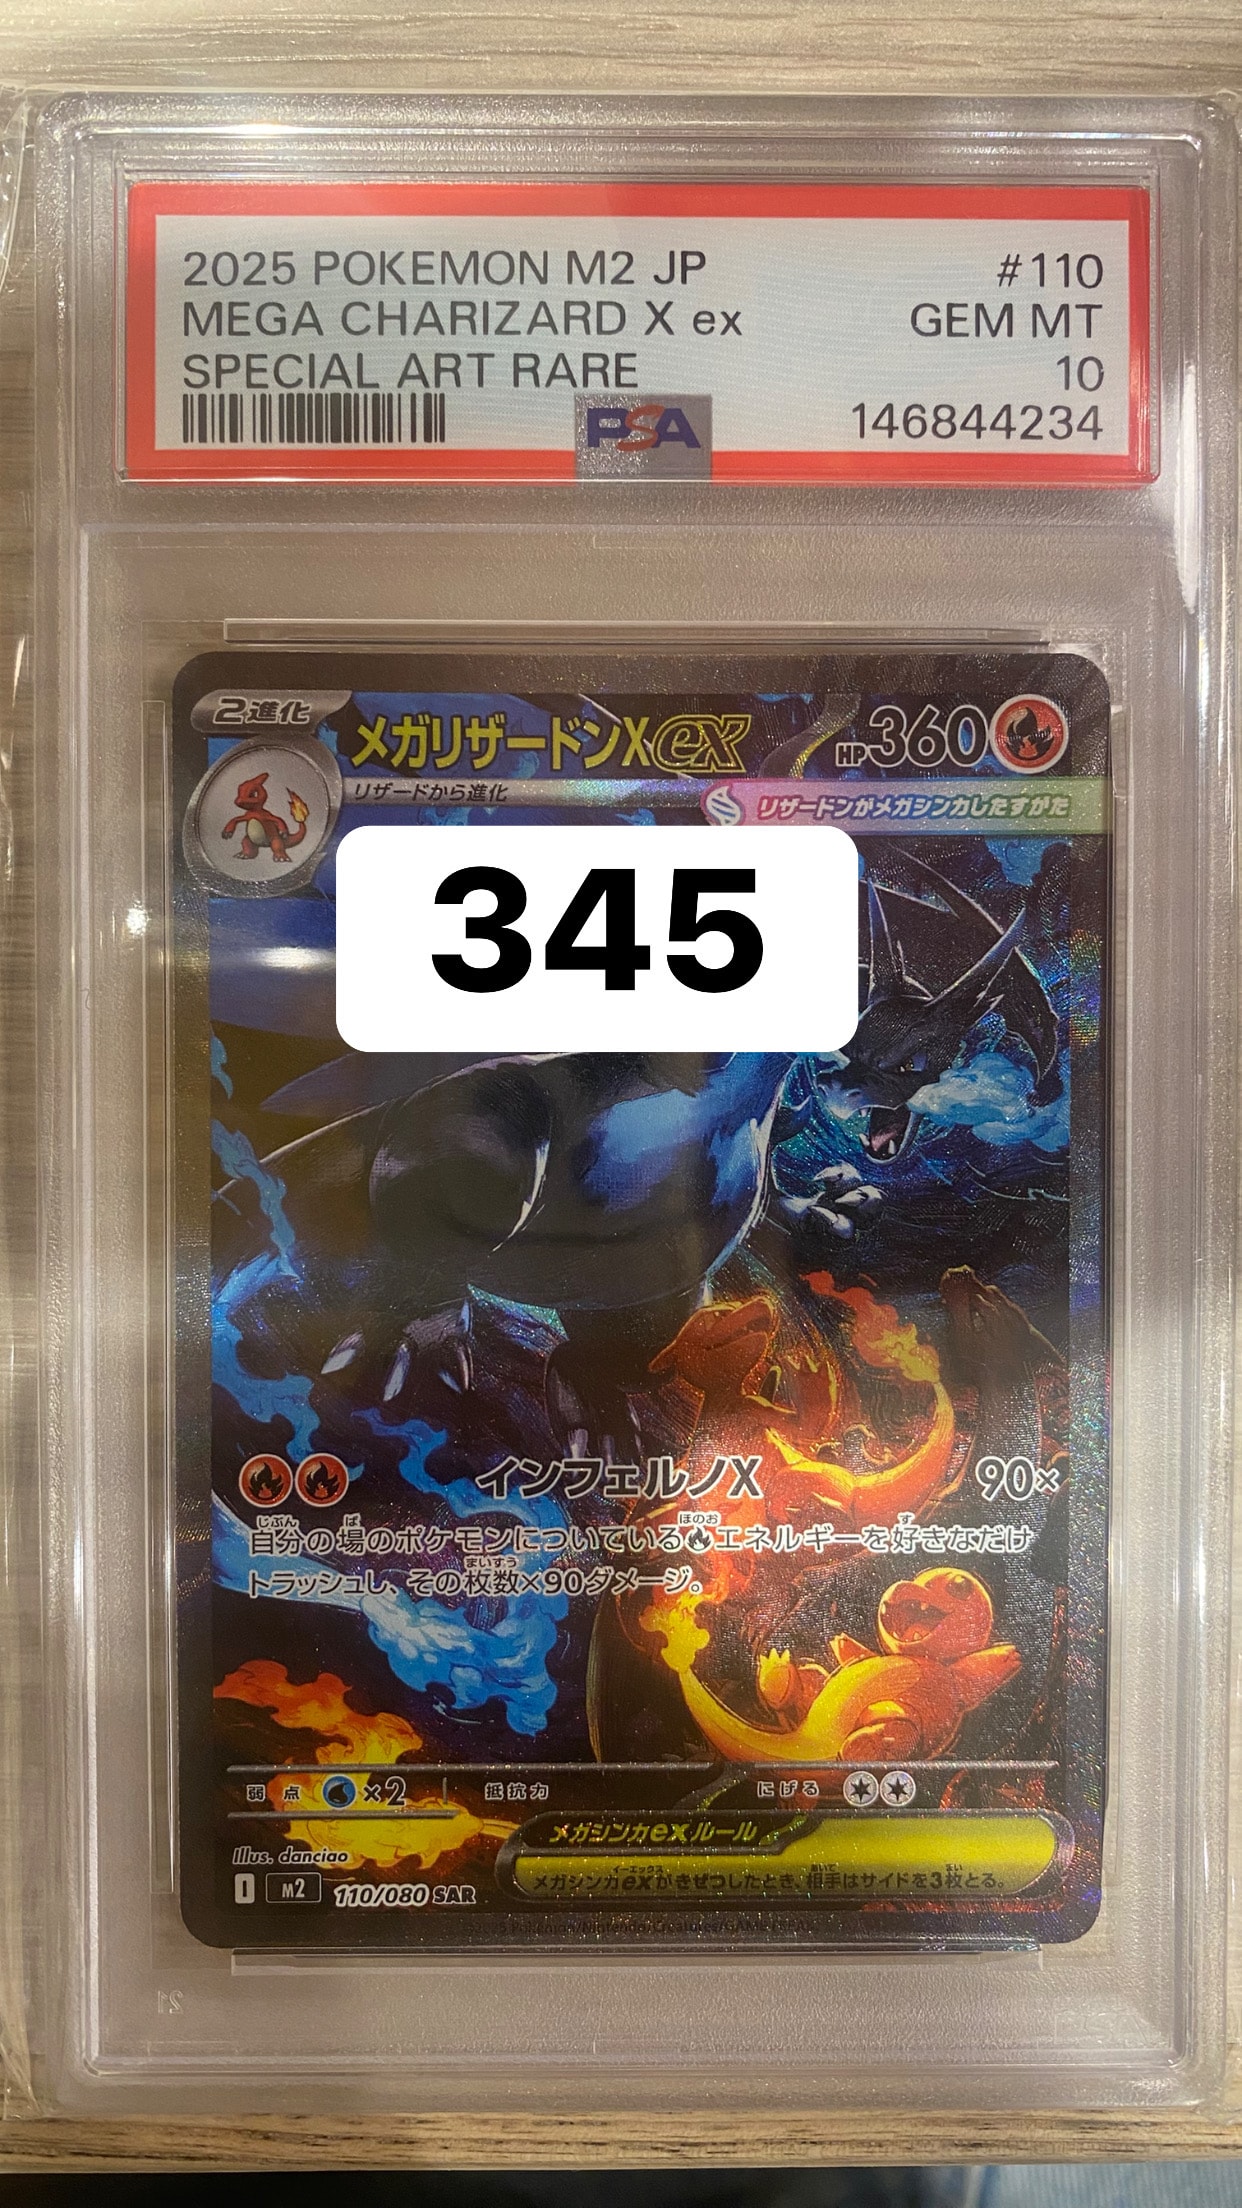 2025 POKEMON M2 JP #110
MEGA CHARIZARD X ex GEM MT
SPECIAL ART RARE 10
PSA 146844234
2進化
メガリザードンXex HP360
リザードから進化
リザードンがメガシンカしたすがた
345
インフェルノX 90×
自分の場のポケモンについている エネルギーを好きなだけ
トラッシュし、その枚数×90ダメージ。
弱点 ×2 抵抗力 にげる
メガシンカexルール
メガシンカexがきぜつしたとき、相手はサイドを3枚とる。
Illus. danciao
I M2 110/080 SAR
21